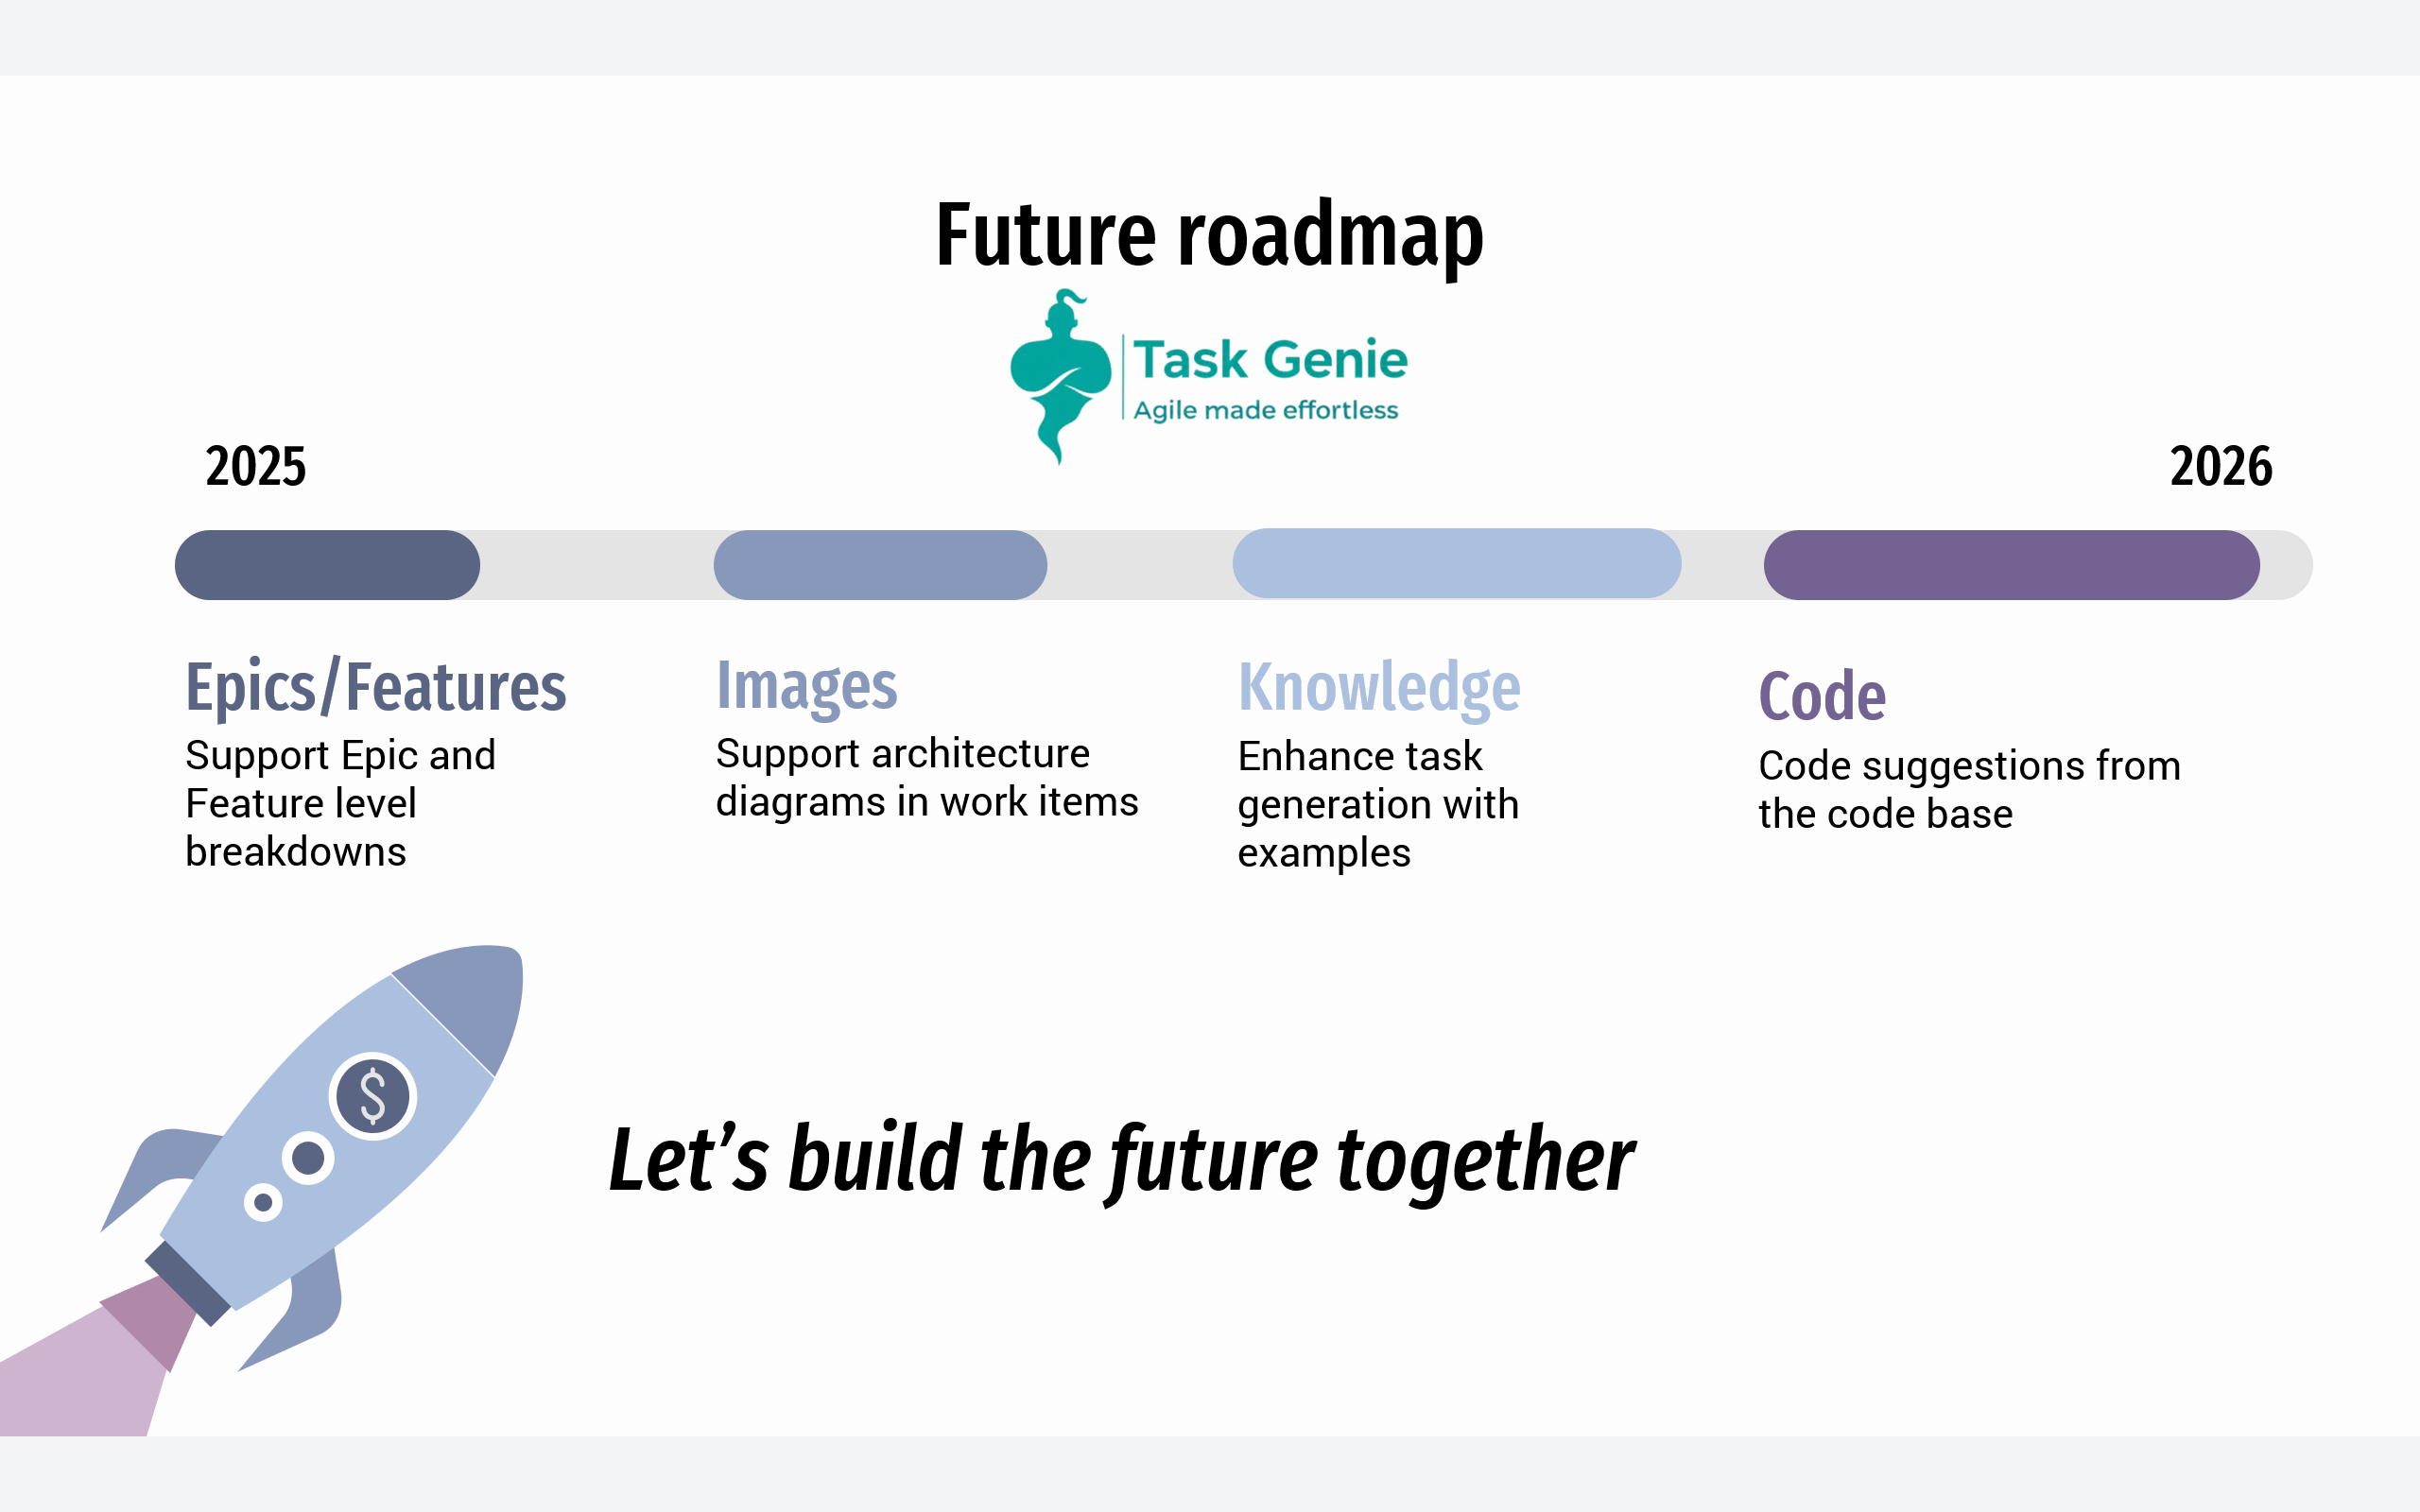 Future roadmap
Task Genie
Agile made effortless
2025
2026
Epics/Features
Support Epic and
Feature level
breakdowns
Images
Support architecture
diagrams in work items
Knowledge
Enhance task
generation with
examples
Code
Code suggestions from
the code base
$
Let’s build the future together